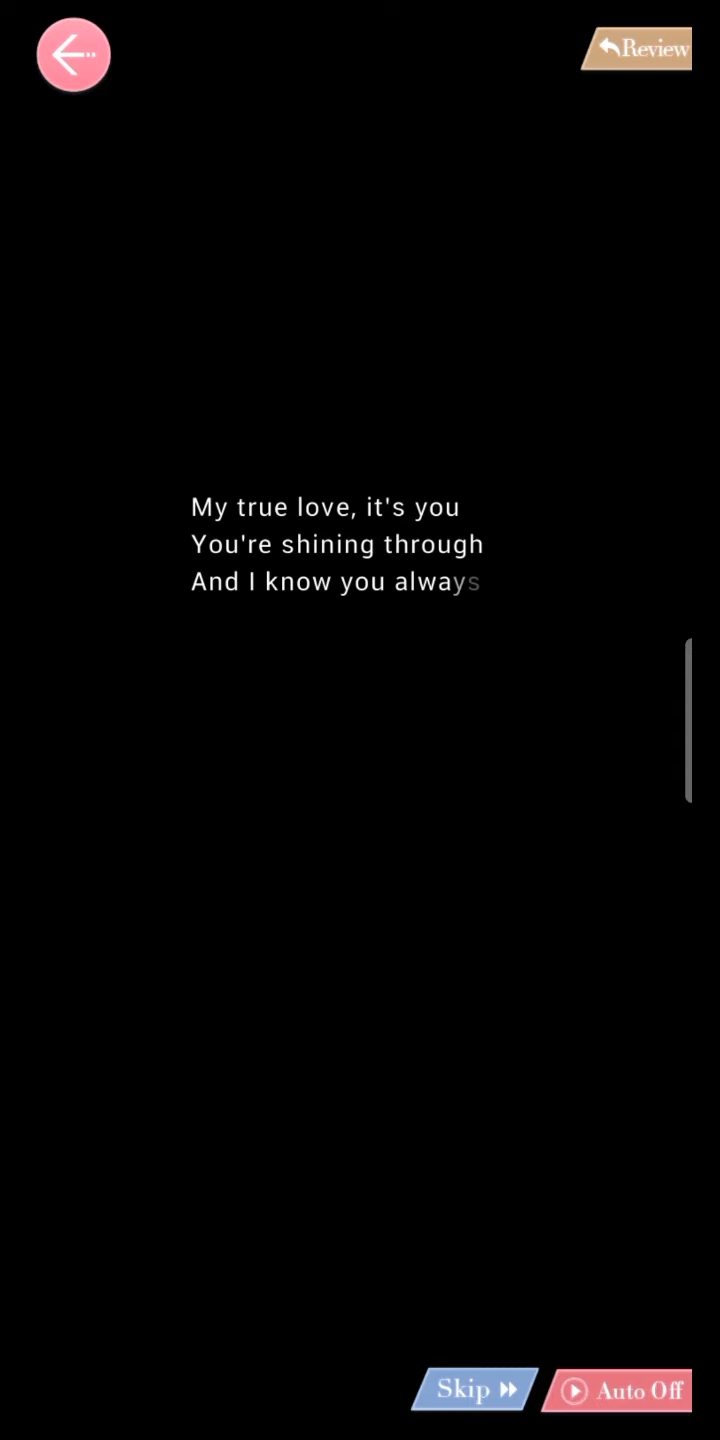 Review
My true love, it's you
You're shining through
And I know you always
Skip
Auto Off